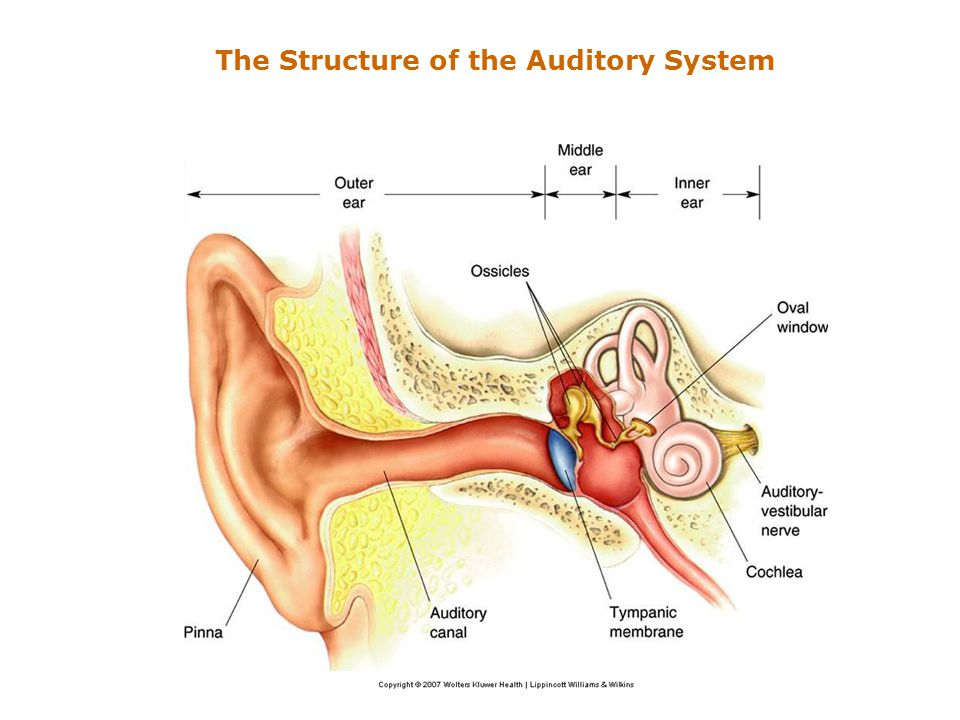 The Structure of the Auditory System
Middle
ear
Outer
ear
Inner
ear
Ossicles
Oval
window
Auditory-
vestibular
nerve
Cochlea
Tympanic
membrane
Auditory
canal
Pinna
Copyright © 2007 Wolters Kluwer Health | Lippincott Williams & Wilkins